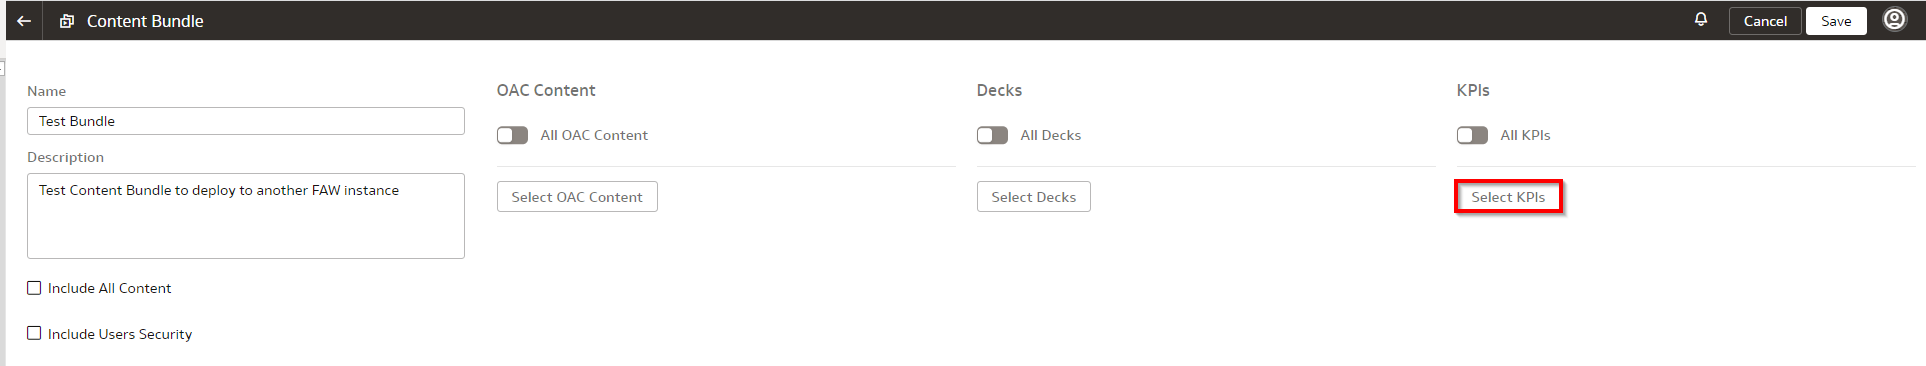 Content Bundle
Cancel
Save
Name
Test Bundle
Description
Test Content Bundle to deploy to another FAW instance
Include All Content
Include Users Security
OAC Content
All OAC Content
Select OAC Content
Decks
All Decks
Select Decks
KPIs
All KPIs
Select KPIs